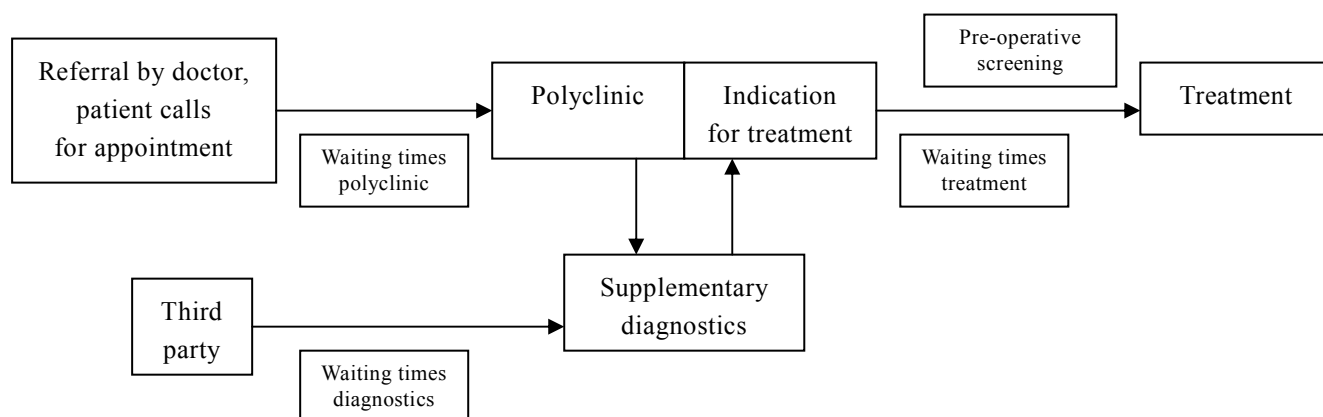 Referral by doctor,
patient calls
for appointment
Waiting times
polyclinic
Polyclinic
Indication
for treatment
Pre-operative
screening
Waiting times
treatment
Treatment
Third
party
Waiting times
diagnostics
Supplementary
diagnostics